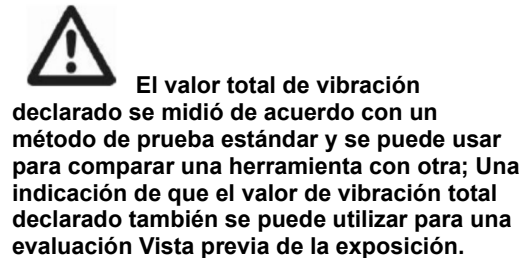 El valor total de vibración
declarado se midió de acuerdo con un
método de prueba estándar y se puede usar
para comparar una herramienta con otra; Una
indicación de que el valor de vibración total
declarado también se puede utilizar para una
evaluación Vista previa de la exposición.